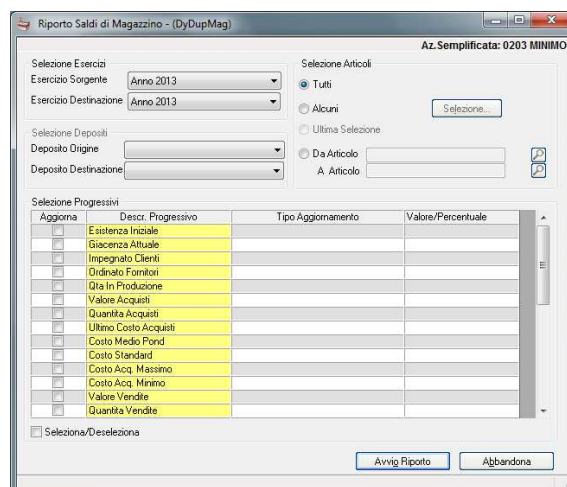 Riporto Saldi di Magazzino - (DyDupMag)
Az.Semplificata: 0203 MINIMO
Selezione Esercizi
Esercizio Sorgente Anno 2013
Esercizio Destinazione Anno 2013
Selezione Depositi
Deposito Origine
Deposito Destinazione
Selezione Articoli
Tutti
Alcuni Selezione...
Ultima Selezione
Da Articolo
A Articolo
Selezione Progressivi
Aggiorna Descr. Progressivo Tipo Aggiornamento Valore/Percentuale
Esistenza Iniziale
Giacenza Attuale
Impegnato Clienti
Ordinato Fornitori
Qta In Produzione
Valore Acquisti
Quantita Acquisti
Ultimo Costo Acquisti
Costo Medio Pond
Costo Standard
Costo Acq. Massimo
Costo Acq. Minimo
Valore Vendite
Quantita Vendite
Seleziona/Deseleziona
Avvio Riporto Abbandona